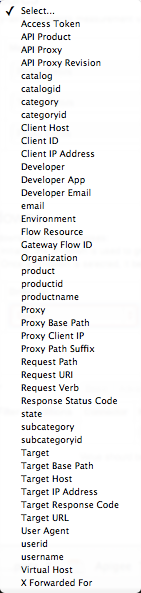 ✓ Select...
Access Token
API Product
API Proxy
API Proxy Revision
catalog
catalogid
category
categoryid
Client Host
Client ID
Client IP Address
Developer
Developer App
Developer Email
email
Environment
Flow Resource
Gateway Flow ID
Organization
product
productid
productname
Proxy
Proxy Base Path
Proxy Client IP
Proxy Path Suffix
Request Path
Request URI
Request Verb
Response Status Code
state
subcategory
subcategoryid
Target
Target Base Path
Target Host
Target IP Address
Target Response Code
Target URL
User Agent
userid
username
Virtual Host
X Forwarded For